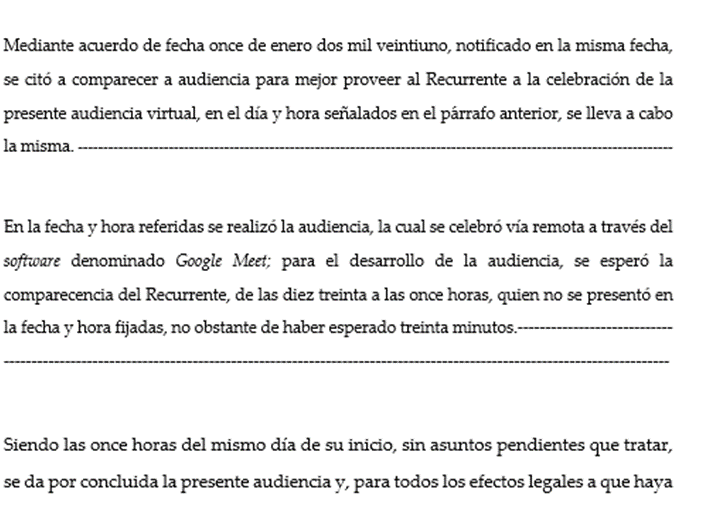 Mediante acuerdo de fecha once de enero dos mil veintiuno, notificado en la misma fecha,
se citó a comparecer a audiencia para mejor proveer al Recurrente a la celebración de la
presente audiencia virtual, en el día y hora señalados en el párrafo anterior, se lleva a cabo
la misma. ------------------------------------------------------------------------------------------------------
En la fecha y hora referidas se realizó la audiencia, la cual se celebró vía remota a través del
software denominado Google Meet; para el desarrollo de la audiencia, se esperó la
comparecencia del Recurrente, de las diez treinta a las once horas, quien no se presentó en
la fecha y hora fijadas, no obstante de haber esperado treinta minutos.----------------------------
------------------------------------------------------------------------------------------------------------------
Siendo las once horas del mismo día de su inicio, sin asuntos pendientes que tratar,
se da por concluida la presente audiencia y, para todos los efectos legales a que haya